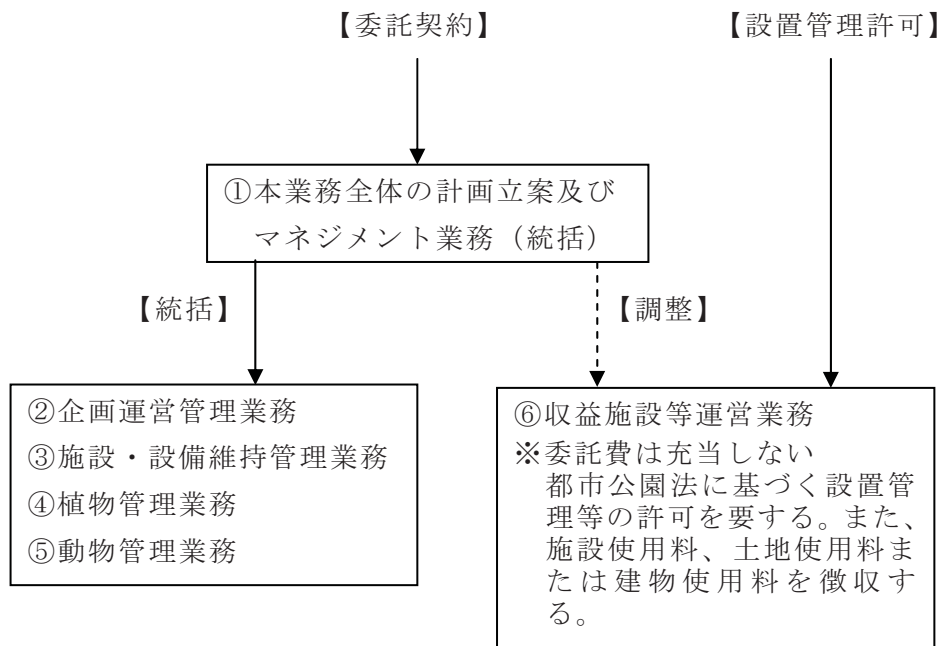 【委託契約】
【設置管理許可】
①本業務全体の計画立案及び
マネジメント業務（統括）
【統括】
【調整】
②企画運営管理業務
③施設・設備維持管理業務
④植物管理業務
⑤動物管理業務
⑥収益施設等運営業務
※委託費は充当しない
都市公園法に基づく設置管
理等の許可を要する。また、
施設使用料、土地使用料ま
たは建物使用料を徴収す
る。